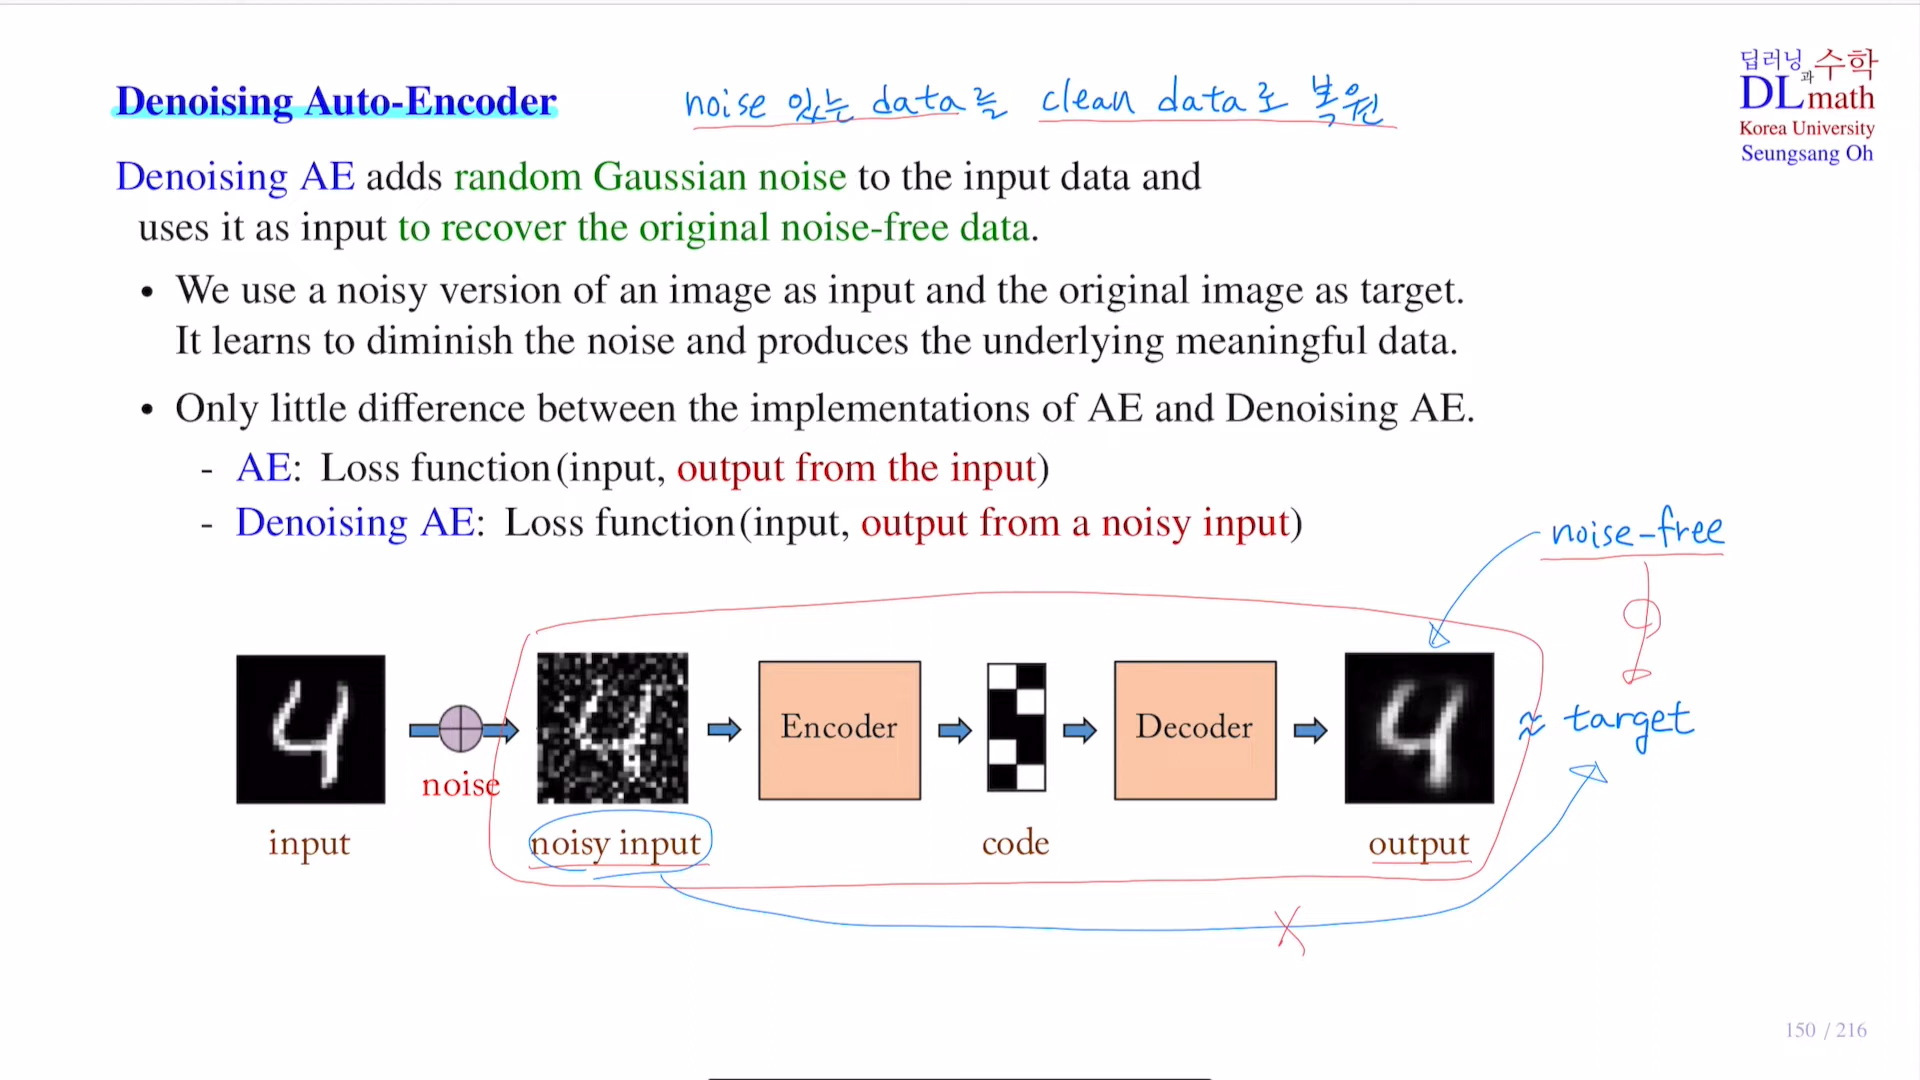 Denoising Auto-Encoder noise 있는 data를 clean data로 복원
딥러닝과 수학
DL math
Korea University
Seungsang Oh
Denoising AE adds random Gaussian noise to the input data and
uses it as input to recover the original noise-free data.
• We use a noisy version of an image as input and the original image as target.
It learns to diminish the noise and produces the underlying meaningful data.
• Only little difference between the implementations of AE and Denoising AE.
- AE: Loss function(input, output from the input)
- Denoising AE: Loss function(input, output from a noisy input)
noise-free
4 4 Encoder Decoder 4 ≈ target
noise
input noisy input code output
X
150 / 216